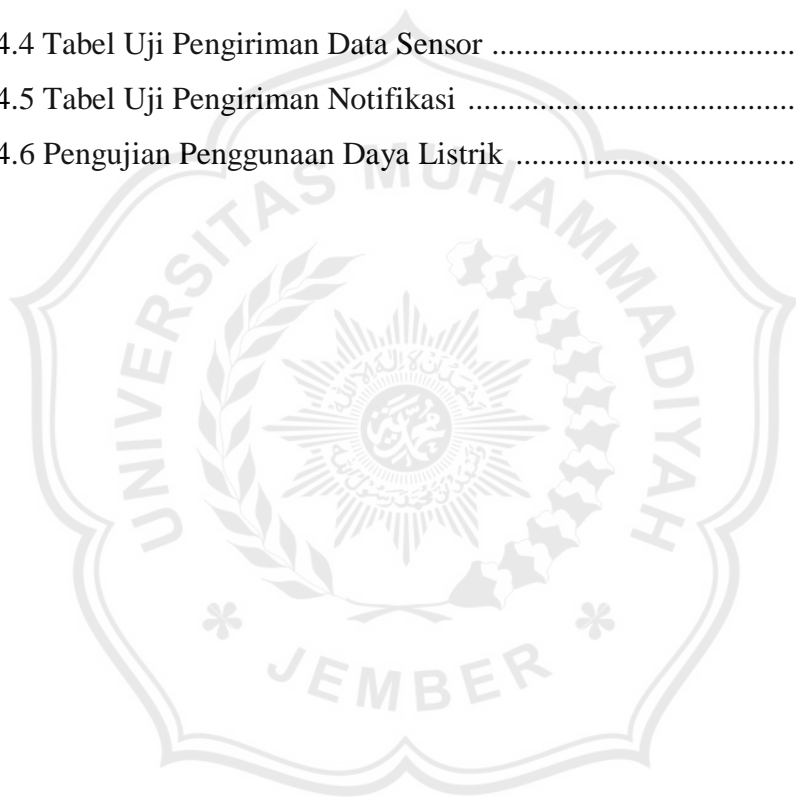 4.4 Tabel Uji Pengiriman Data Sensor ...................................
4.5 Tabel Uji Pengiriman Notifikasi ......................................
4.6 Pengujian Penggunaan Daya Listrik ................................
UNIVERSITAS MUHAMMADIYAH
JEMBER